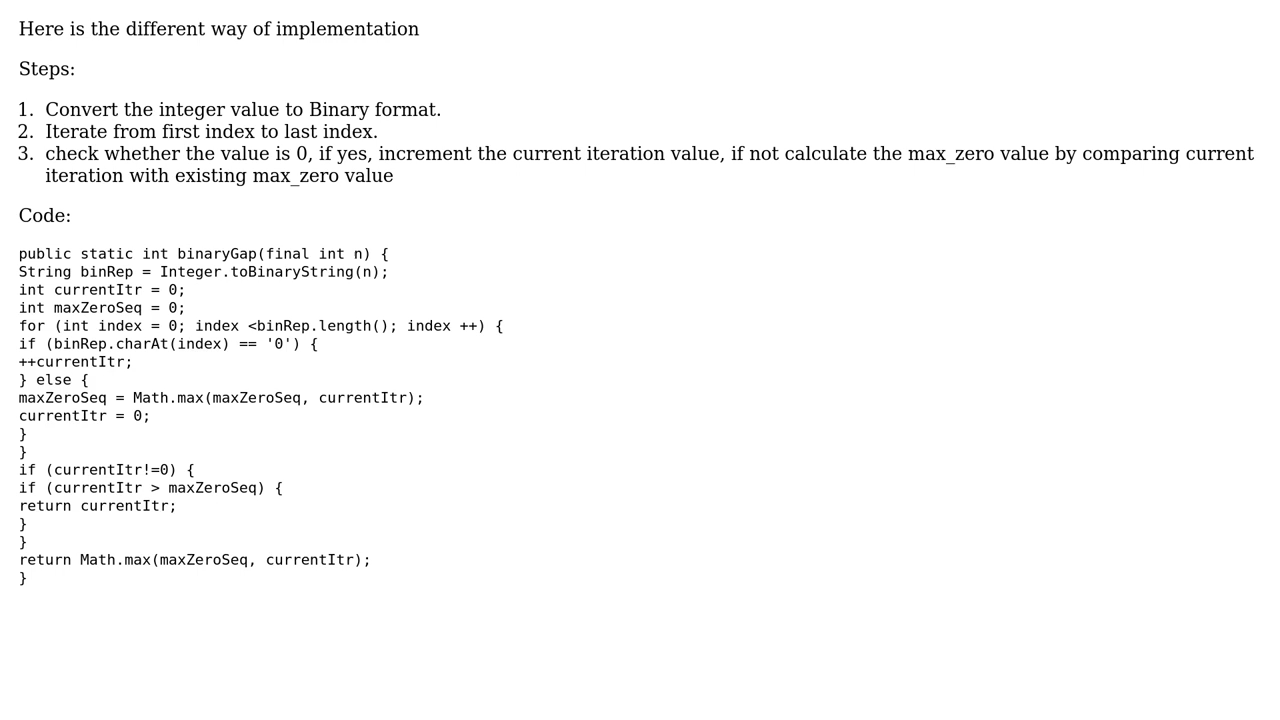 Here is the different way of implementation
Steps:
1. Convert the integer value to Binary format.
2. Iterate from first index to last index.
3. check whether the value is 0, if yes, increment the current iteration value, if not calculate the max_zero value by comparing current
iteration with existing max_zero value
Code:
public static int binaryGap(final int n) {
String binRep = Integer.toBinaryString(n);
int currentItr = 0;
int maxZeroSeq = 0;
for (int index = 0; index <binRep.length(); index ++) {
if (binRep.charAt(index) == '0') {
++currentItr;
} else {
maxZeroSeq = Math.max(maxZeroSeq, currentItr);
currentItr = 0;
}
}
if (currentItr!=0) {
if (currentItr > maxZeroSeq) {
return currentItr;
}
}
return Math.max(maxZeroSeq, currentItr);
}